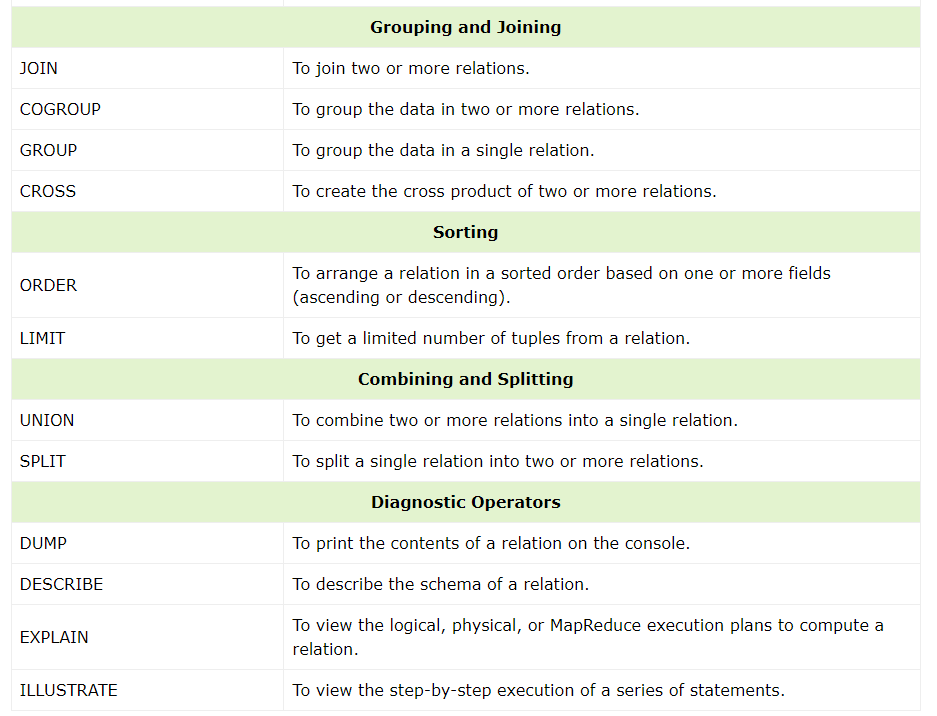 Grouping and Joining
JOIN
To join two or more relations.
COGROUP
To group the data in two or more relations.
GROUP
To group the data in a single relation.
CROSS
To create the cross product of two or more relations.
Sorting
ORDER
To arrange a relation in a sorted order based on one or more fields
(ascending or descending).
LIMIT
To get a limited number of tuples from a relation.
Combining and Splitting
UNION
To combine two or more relations into a single relation.
SPLIT
To split a single relation into two or more relations.
Diagnostic Operators
DUMP
To print the contents of a relation on the console.
DESCRIBE
To describe the schema of a relation.
EXPLAIN
To view the logical, physical, or MapReduce execution plans to compute a
relation.
ILLUSTRATE
To view the step-by-step execution of a series of statements.